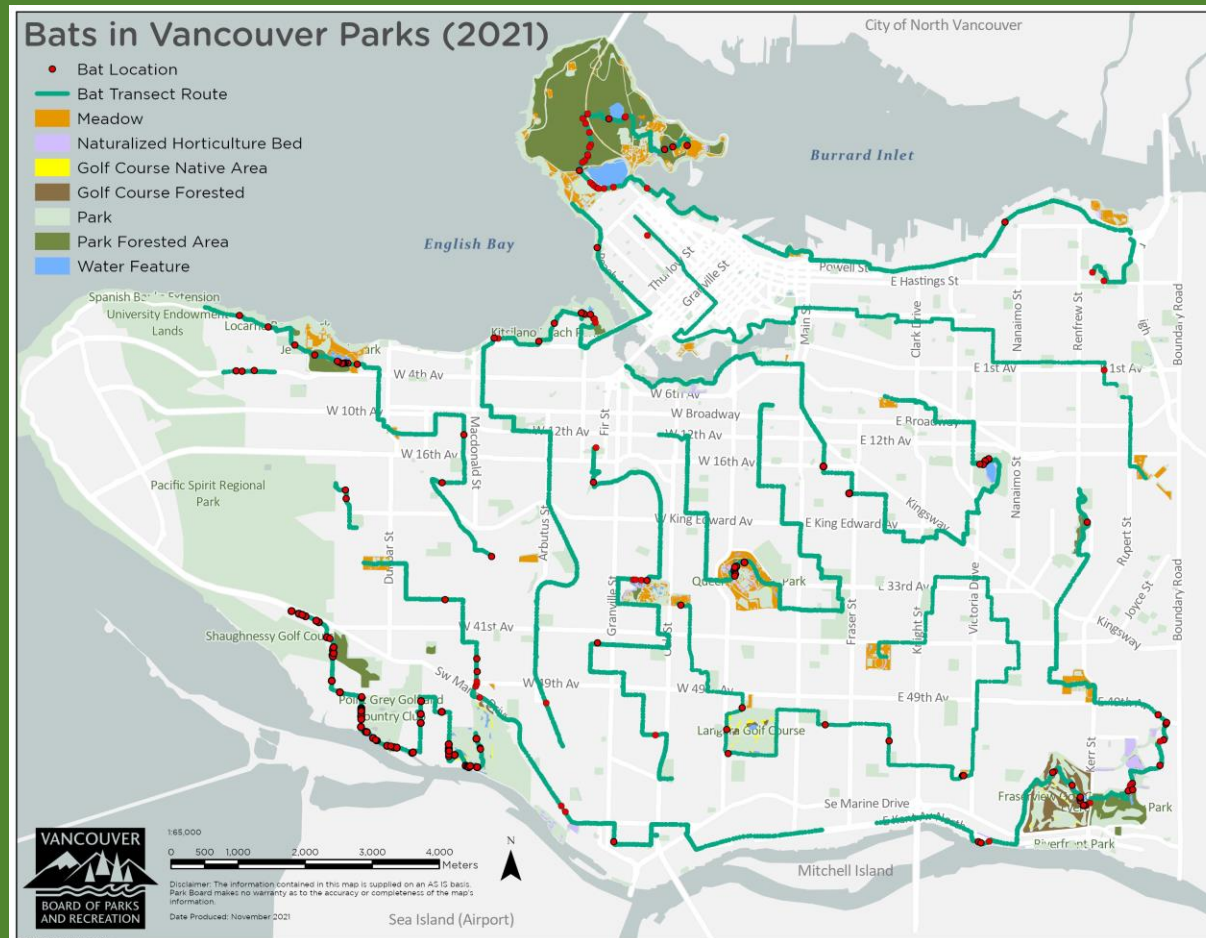 Bats in Vancouver Parks (2021)
Bat Location
Bat Transect Route
Meadow
Naturalized Horticulture Bed
Golf Course Native Area
Golf Course Forested
Park
Park Forested Area
Water Feature
City of North Vancouver
Burrard Inlet
English Bay
Thurlow St
Granville St
Powell St
E Hastings St
Main St
Clark Drive
Nanaimo St
Renfrew St
Boundary Road
Spanish Banks Extension
University Endowment
Lands
W 4th Av
E 1st Av
W 6th Av
W 10th Av
Macdonald St
Fir St
W Broadway
E Broadway
W 12th Av
W 12th Av
E 12th Av
W 16th Av
W 16th Av
Nanaimo St
Pacific Spirit Regional
Park
Kingsway
W King Edward Av
E King Edward Av
Arbutus St
Dunbar St
Rupert St
Granville St
Park
E 33rd Av
Fraser St
Knight St
Victoria Drive
Joyce St
Boundary Road
Kingsway
Shaughnessy Golf
W 41st Av
W 49th Av
E 49th Av
Country Club
Golf Course
Kerr St
Se Marine Drive
Park
Riverfront Park
Mitchell Island
Sea Island (Airport)
VANCOUVER
BOARD OF PARKS
AND RECREATION
1:65,000
0 500 1,000 2,000 3,000 4,000
Meters
N
Disclaimer: The information contained in this map is supplied on an AS IS basis.
Park Board makes no warranty as to the accuracy or completeness of the map's
information.
Date Produced: November 2021